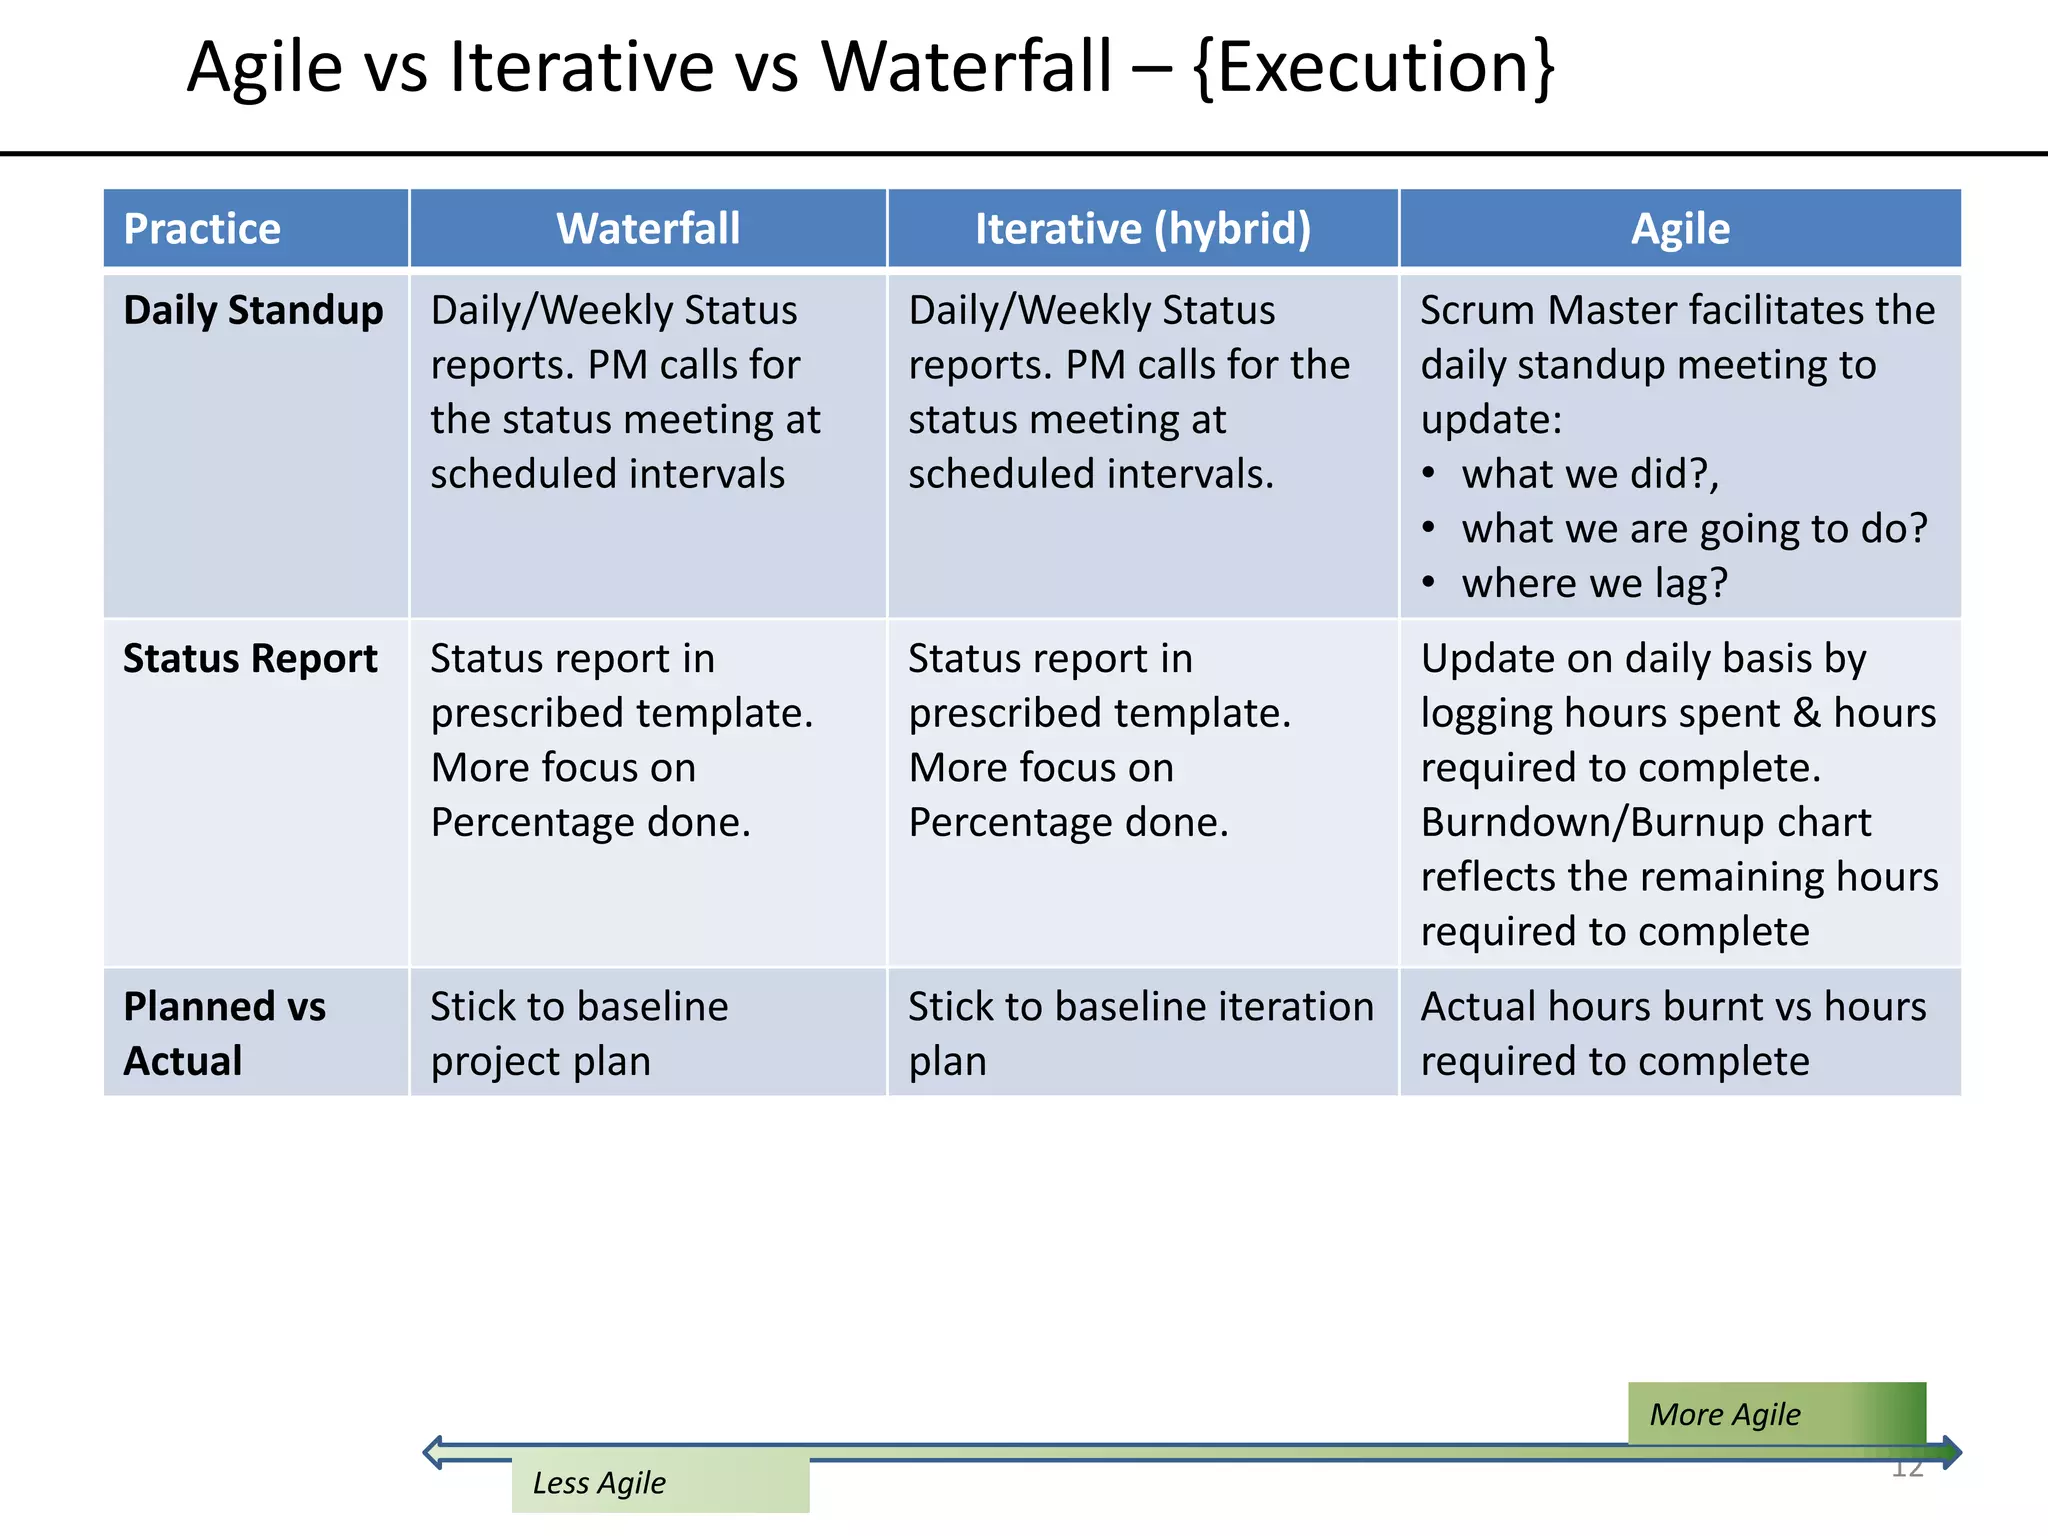 Agile vs Iterative vs Waterfall – {Execution}
Practice
Waterfall
Iterative (hybrid)
Agile
Daily Standup
Daily/Weekly Status
reports. PM calls for
the status meeting at
scheduled intervals
Daily/Weekly Status
reports. PM calls for the
status meeting at
scheduled intervals.
Scrum Master facilitates the
daily standup meeting to
update:
• what we did?,
• what we are going to do?
• where we lag?
Status Report
Status report in
prescribed template.
More focus on
Percentage done.
Status report in
prescribed template.
More focus on
Percentage done.
Update on daily basis by
logging hours spent & hours
required to complete.
Burndown/Burnup chart
reflects the remaining hours
required to complete
Planned vs
Actual
Stick to baseline
project plan
Stick to baseline iteration
plan
Actual hours burnt vs hours
required to complete
More Agile
Less Agile
12